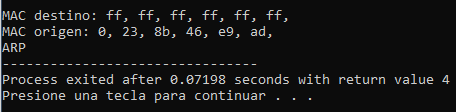 MAC destino: ff, ff, ff, ff, ff, ff,
MAC origen: 0, 23, 8b, 46, e9, ad,
ARP
--------------------------------
Process exited after 0.07198 seconds with return value 4
Presione una tecla para continuar . . .